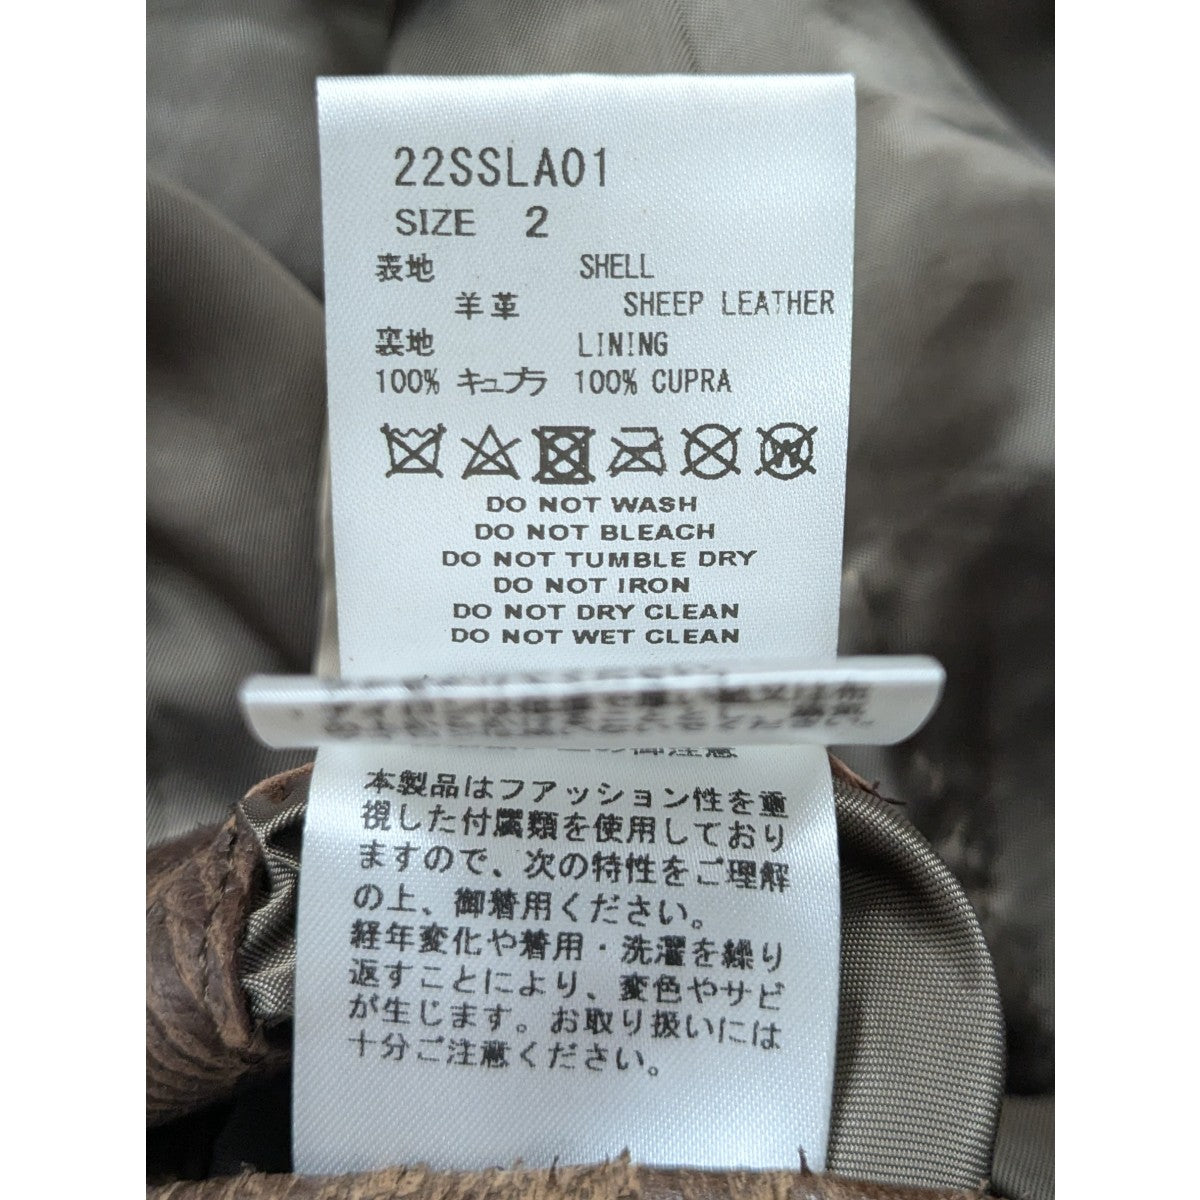 22SSLA01
SIZE 2
表地 SHELL
羊革 SHEEP LEATHER
裏地 LINING
100% キュプラ 100% CUPRA
DO NOT WASH
DO NOT BLEACH
DO NOT TUMBLE DRY
DO NOT IRON
DO NOT DRY CLEAN
DO NOT WET CLEAN
本製品はファッション性を重
視した付属類を使用しており
ますので、次の特性をご理解
の上、御着用ください。
経年変化や着用・洗濯を繰り
返すことにより、変色やサビ
が生じます。お取り扱いには
十分ご注意ください。